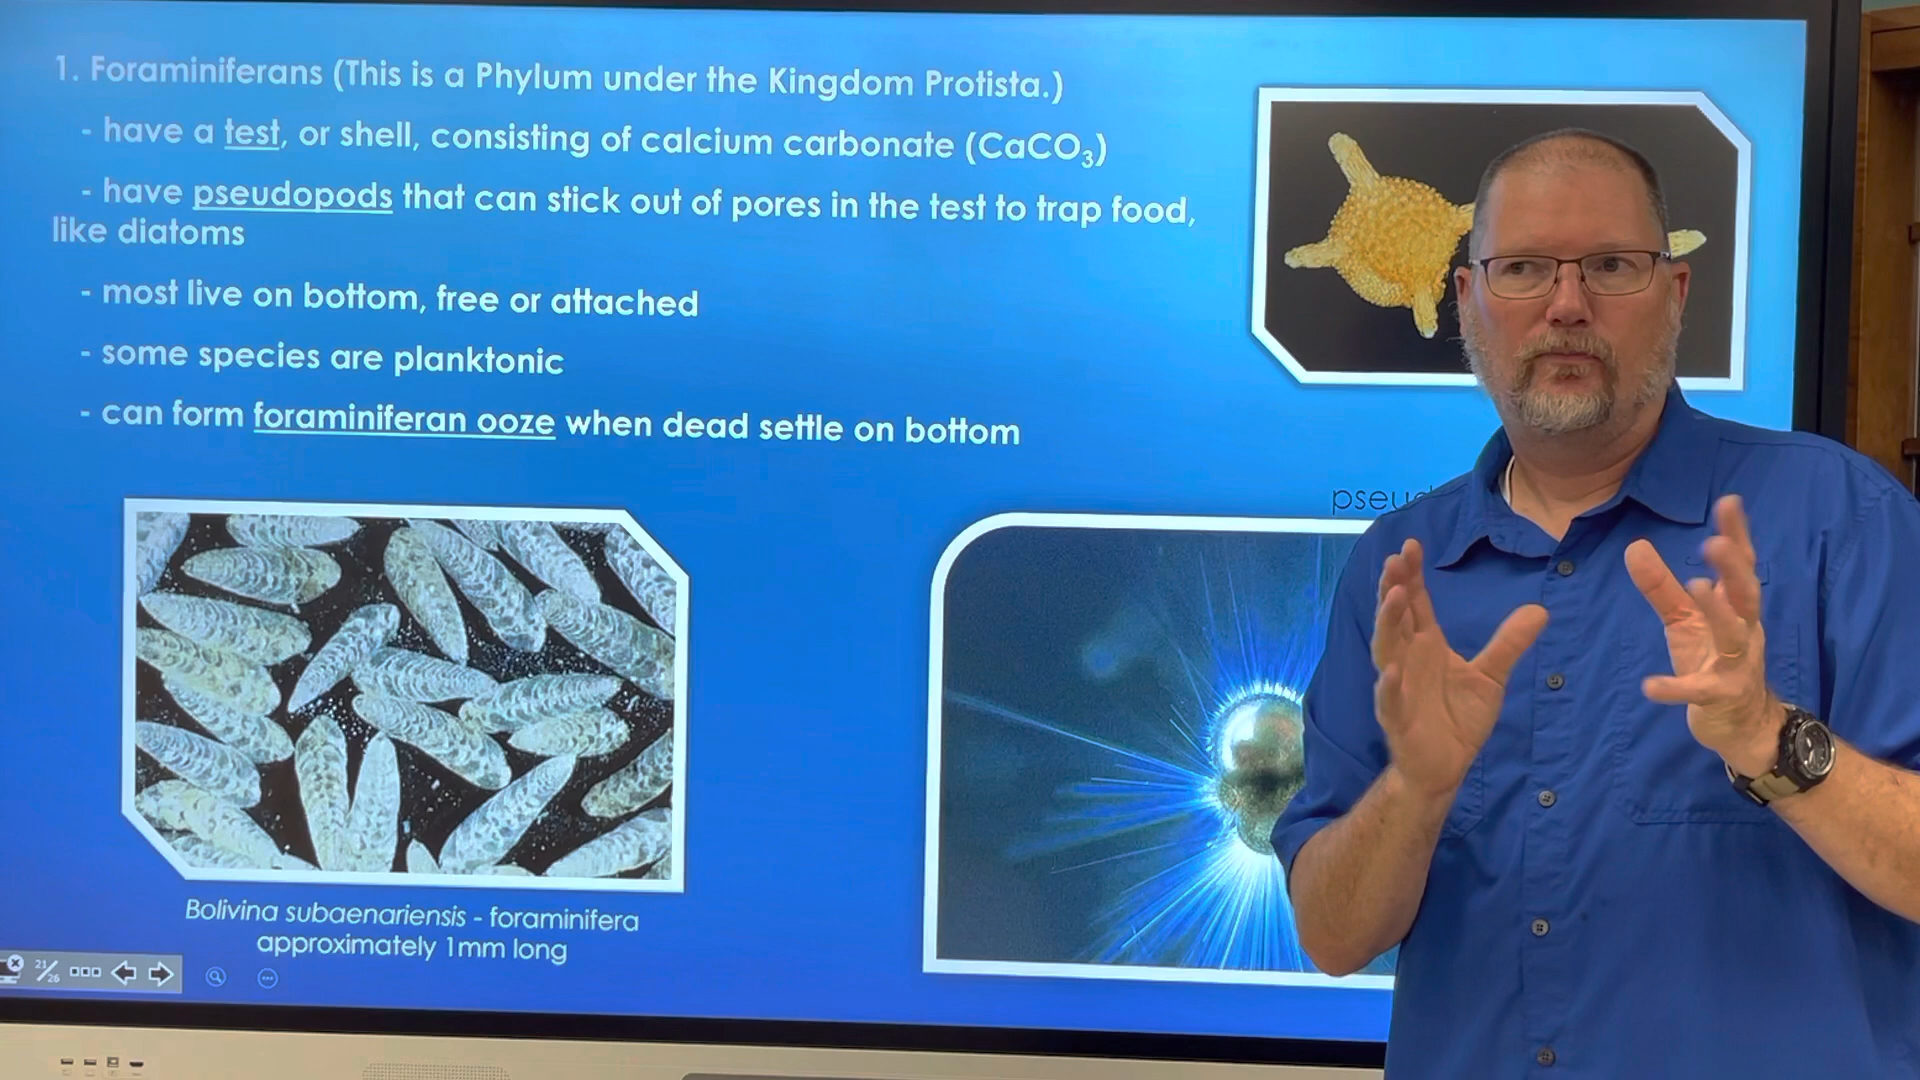 1. Foraminiferans (This is a Phylum under the Kingdom Protista.)
- have a test, or shell, consisting of calcium carbonate (CaCO₃)
- have pseudopods that can stick out of pores in the test to trap food,
like diatoms
- most live on bottom, free or attached
- some species are planktonic
- can form foraminiferan ooze when dead settle on bottom
Bolivina subaenariensis - foraminifera
approximately 1mm long
21/26